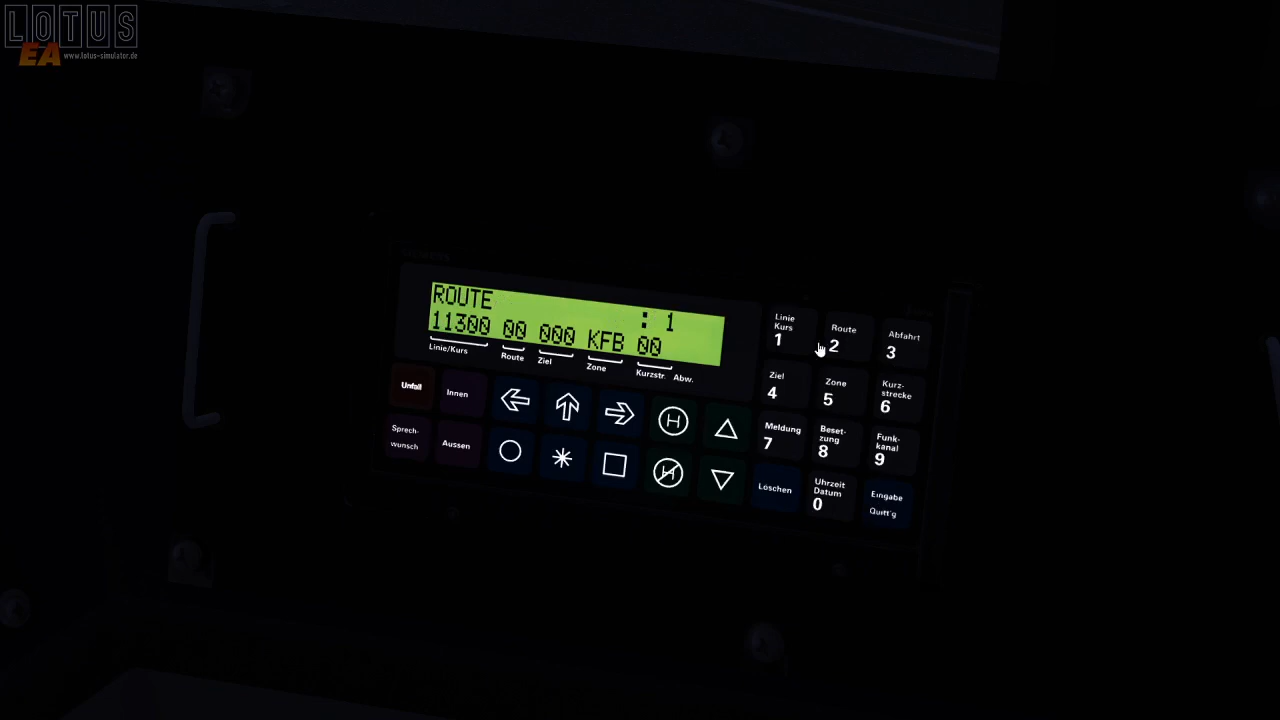 LOTUS
EA www.lotus-simulator.de
ROUTE : 1
11300 00 000 KFB 00
Linie/Kurs Route Ziel Zone Kurzstr. Abw.
Linie
Kurs
1
Route
2
Abfahrt
3
Ziel
4
Zone
5
Kurz-
strecke
6
Meldung
7
Beset-
zung
8
Funk-
kanal
9
Löschen
Uhrzeit
Datum
0
Eingabe
Quitt'g
Unfall
Innen
H
Sprech-
wunsch
Aussen
H